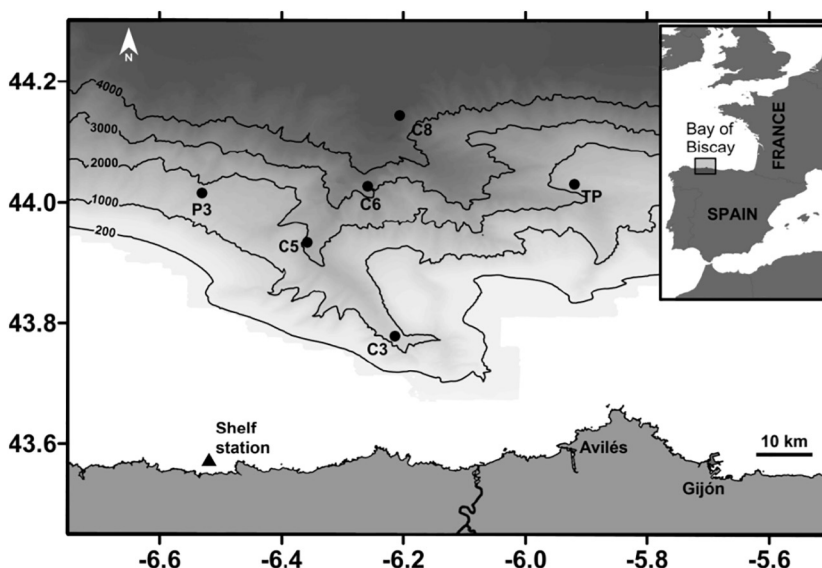 44.2
44.0
43.8
43.6
-6.6
-6.4
-6.2
-6.0
-5.8
-5.6
N
4000
3000
2000
1000
200
C8
C6
TP
P3
C5
C3
Shelf
station
Avilés
Gijón
10 km
Bay of
Biscay
FRANCE
SPAIN